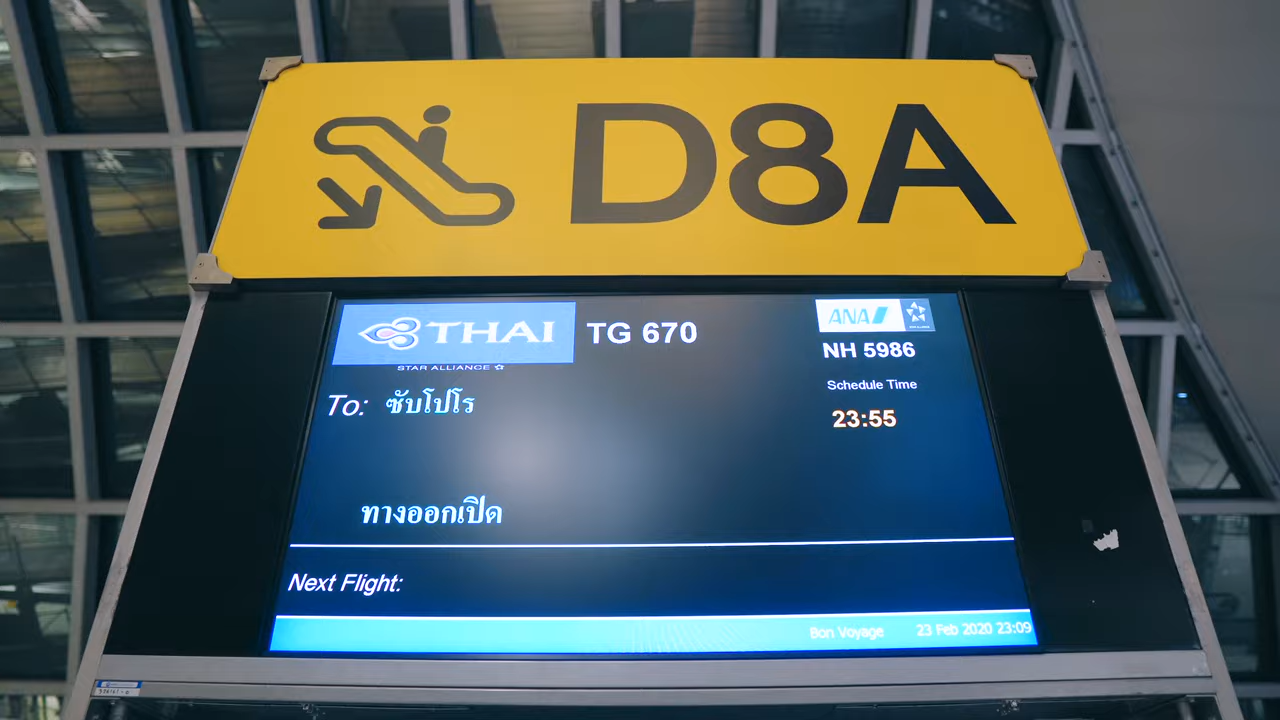 D8A
THAI
STAR ALLIANCE
TG 670
ANA
NH 5986
Schedule Time
23:55
To: ซับโปโร
ทางออกเปิด
Next Flight:
Bon Voyage 23 Feb 2020 23:09